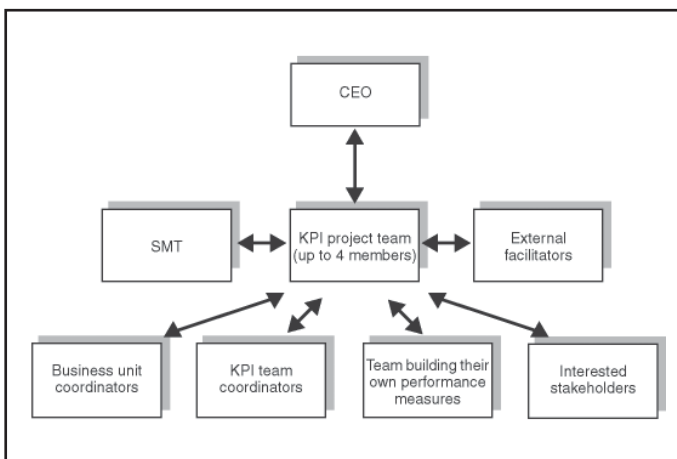 CEO
SMT
KPI project team
(up to 4 members)
External
facilitators
Business unit
coordinators
KPI team
coordinators
Team building their
own performance
measures
Interested
stakeholders